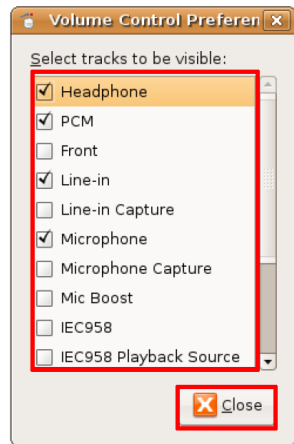 Volume Control Preferen
Select tracks to be visible:
Headphone
PCM
Front
Line-in
Line-in Capture
Microphone
Microphone Capture
Mic Boost
IEC958
IEC958 Playback Source
Close